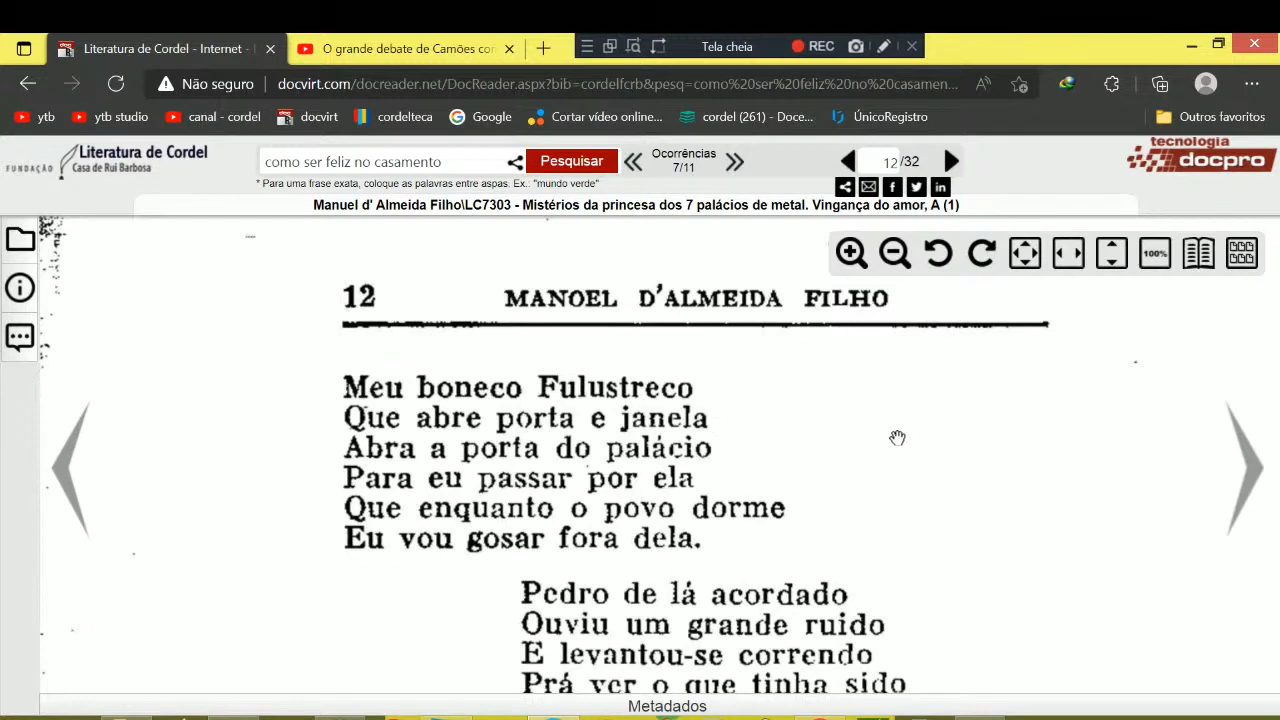 Literatura de Cordel - Internet -
O grande debate de Camões co
Tela cheia
REC
Não seguro
docvirt.com/docreader.net/DocReader.aspx?bib=cordelfcrb&pesq=como%20ser%20feliz%20no%20casamen...
ytb
ytb studio
canal - cordel
docvirt
cordelteca
Google
Cortar vídeo online...
cordel (261) - Doce...
ÚnicoRegistro
Outros favoritos
FUNDAÇÃO
Literatura de Cordel
Casa de Rui Barbosa
como ser feliz no casamento
Pesquisar
Ocorrências
7/11
12 /32
tecnologia
docpro
* Para uma frase exata, coloque as palavras entre aspas. Ex.: "mundo verde"
Manuel d' Almeida Filho\LC7303 - Mistérios da princesa dos 7 palácios de metal. Vingança do amor, A (1)
100%
12 MANOEL D'ALMEIDA FILHO
Meu boneco Fulustreco
Que abre porta e janela
Abra a porta do palácio
Para eu passar por ela
Que enquanto o povo dorme
Eu vou gosar fora dela.
Pedro de lá acordado
Ouviu um grande ruido
E levantou-se correndo
Prá ver o que tinha sido
Metadados